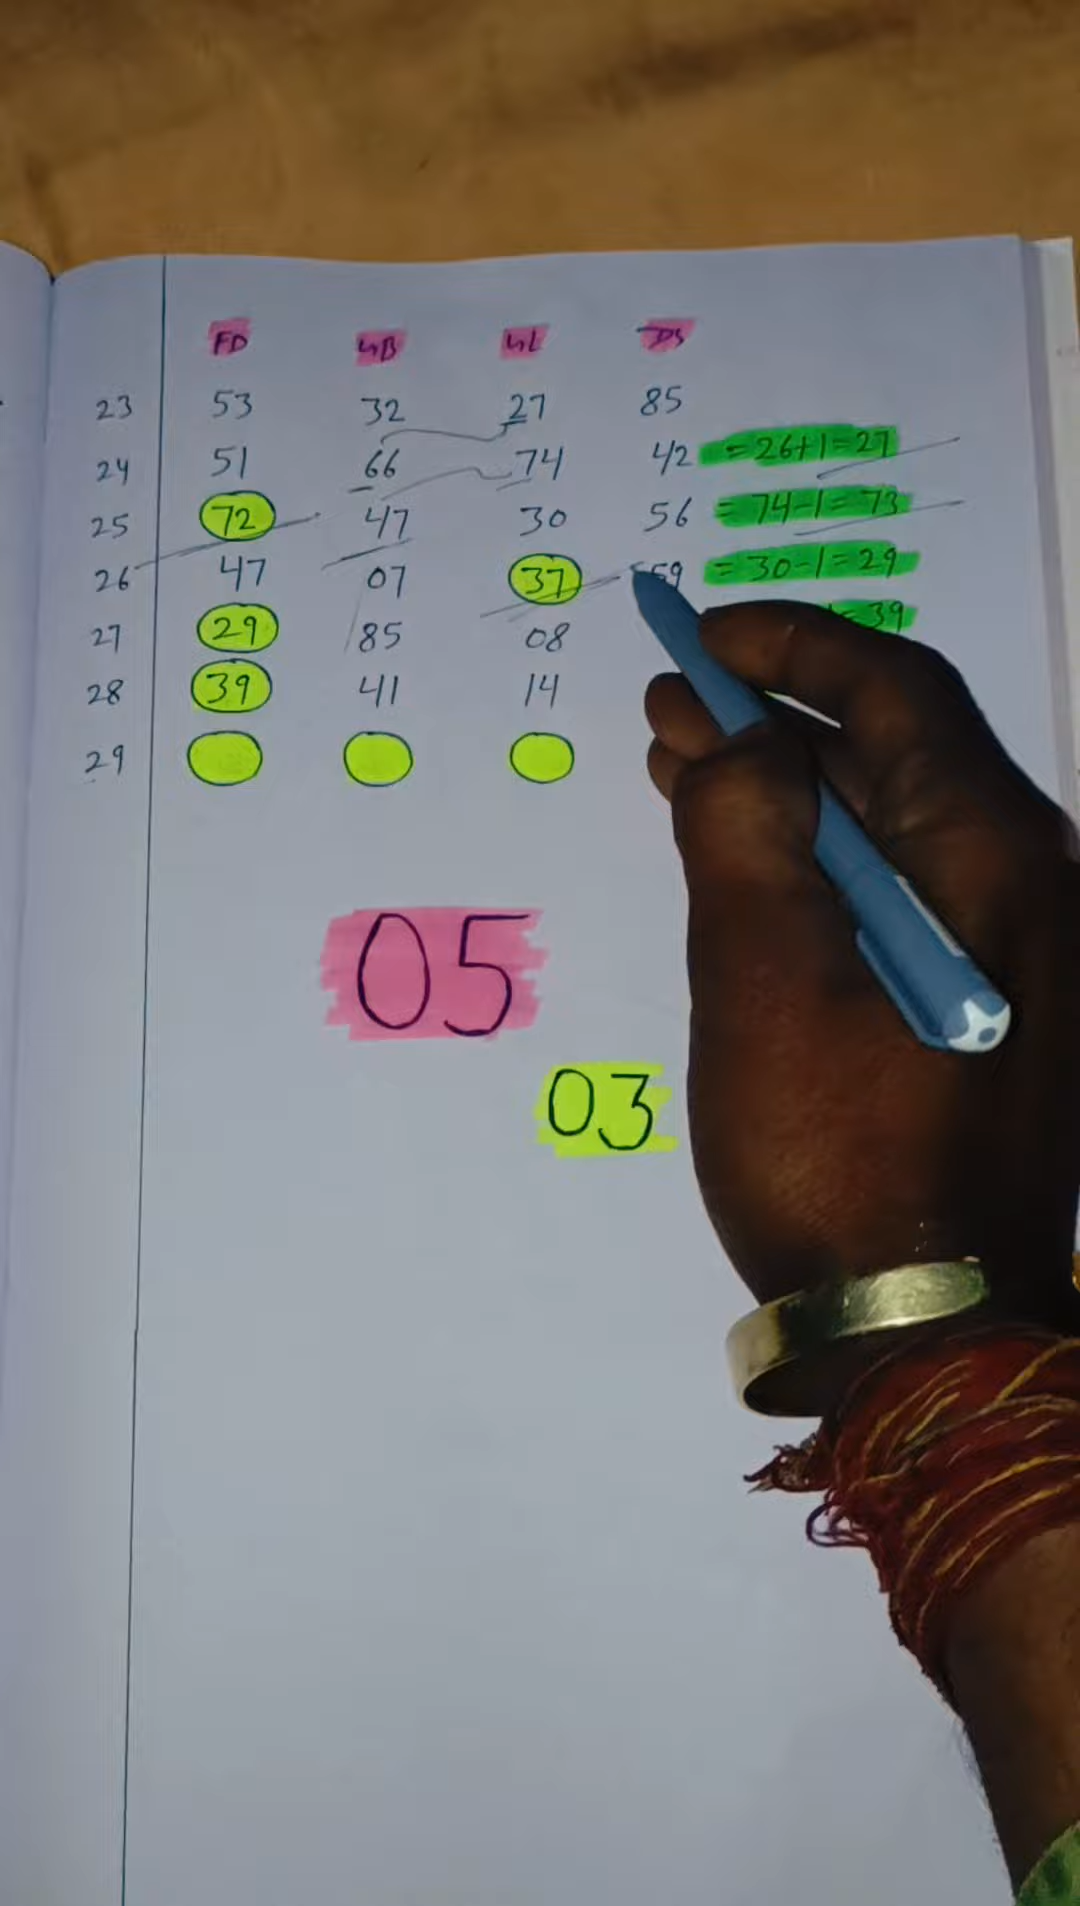 FD GB GL DS
23 53 32 27 85
24 51 66 74 42 = 26+1=27
25 72 47 30 56 = 74-1=73
26 47 07 37 59 = 30-1=29
27 29 85 08 = 39
28 39 41 14
29
05
03